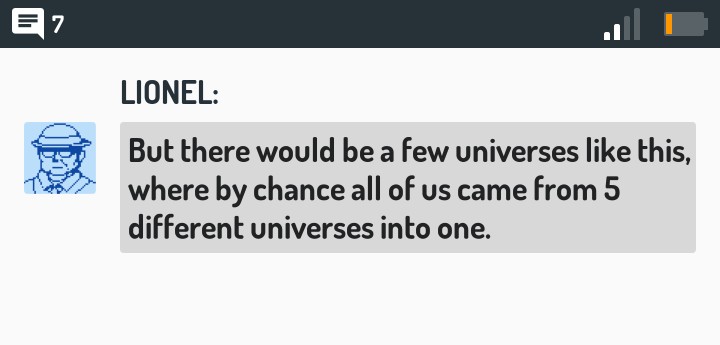 7
LIONEL:
But there would be a few universes like this,
where by chance all of us came from 5
different universes into one.